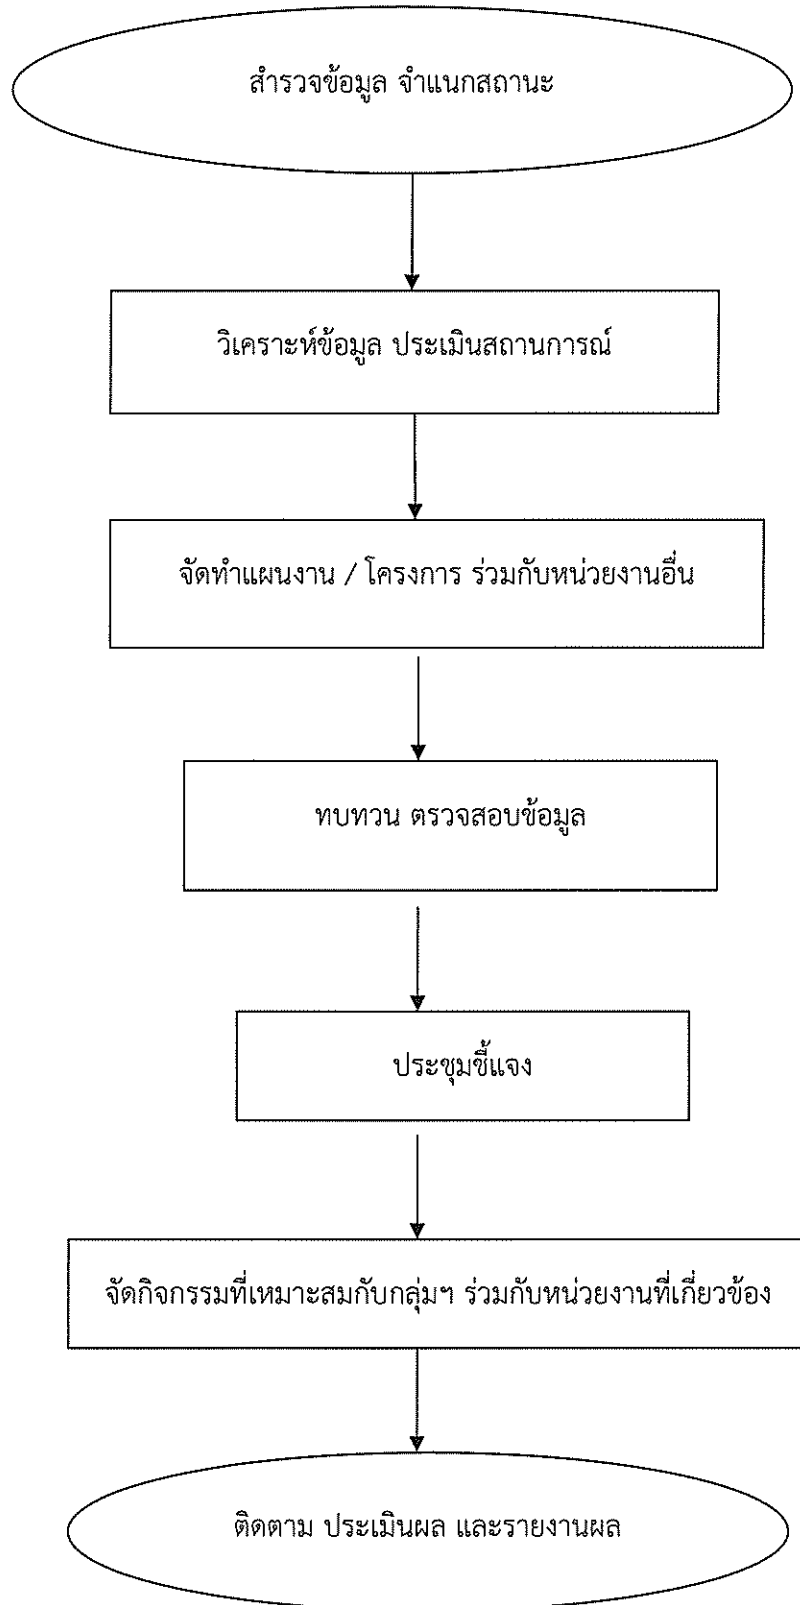 สำรวจข้อมูล จำแนกสถานะ
วิเคราะห์ข้อมูล ประเมินสถานการณ์
จัดทำแผนงาน / โครงการ ร่วมกับหน่วยงานอื่น
ทบทวน ตรวจสอบข้อมูล
ประชุมชี้แจง
จัดกิจกรรมที่เหมาะสมกับกลุ่มฯ ร่วมกับหน่วยงานที่เกี่ยวข้อง
ติดตาม ประเมินผล และรายงานผล